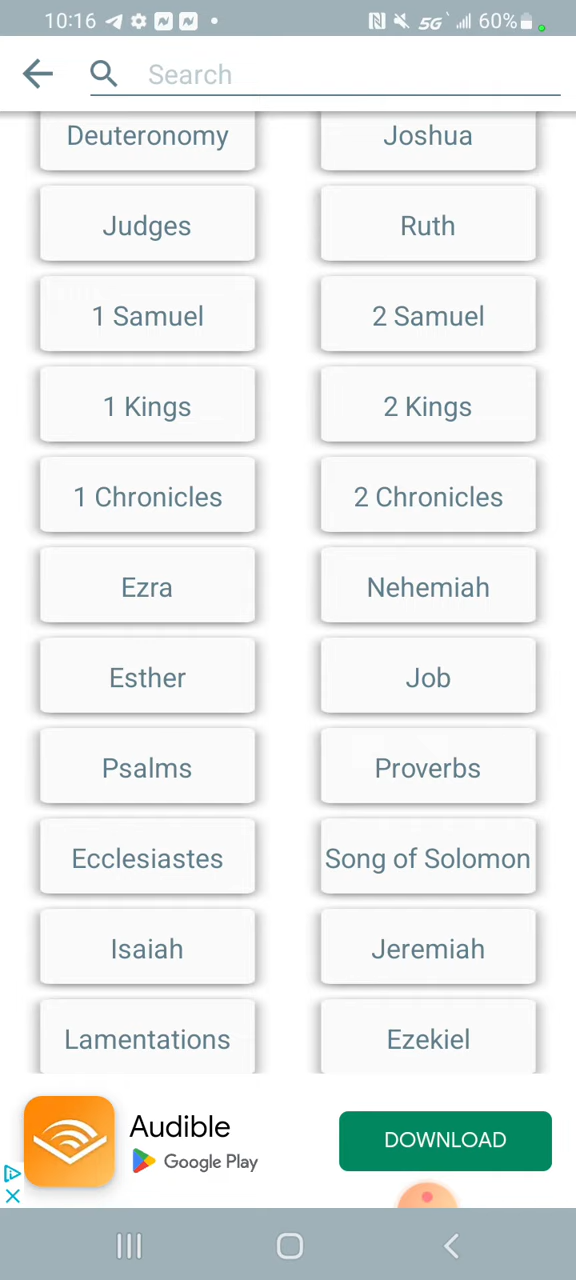 10:16 5G 60%
Search
Deuteronomy Joshua
Judges Ruth
1 Samuel 2 Samuel
1 Kings 2 Kings
1 Chronicles 2 Chronicles
Ezra Nehemiah
Esther Job
Psalms Proverbs
Ecclesiastes Song of Solomon
Isaiah Jeremiah
Lamentations Ezekiel
Audible
Google Play
DOWNLOAD